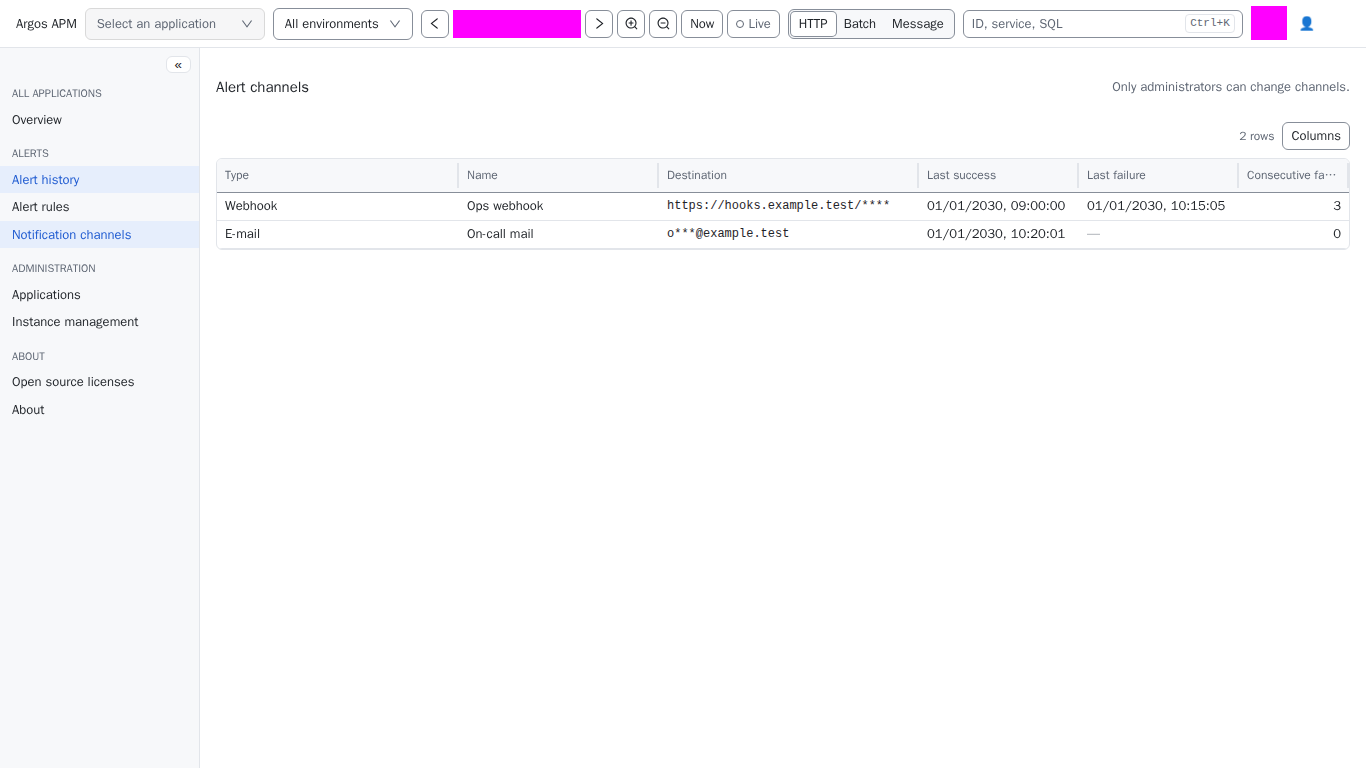 Argos APM Select an application All environments Now Live HTTP Batch Message ID, service, SQL Ctrl+K
«
ALL APPLICATIONS
Overview
ALERTS
Alert history
Alert rules
Notification channels
ADMINISTRATION
Applications
Instance management
ABOUT
Open source licenses
About
Alert channels Only administrators can change channels.
2 rows Columns
Type Name Destination Last success Last failure Consecutive fa…
Webhook Ops webhook https://hooks.example.test/**** 01/01/2030, 09:00:00 01/01/2030, 10:15:05 3
E-mail On-call mail o***@example.test 01/01/2030, 10:20:01 — 0